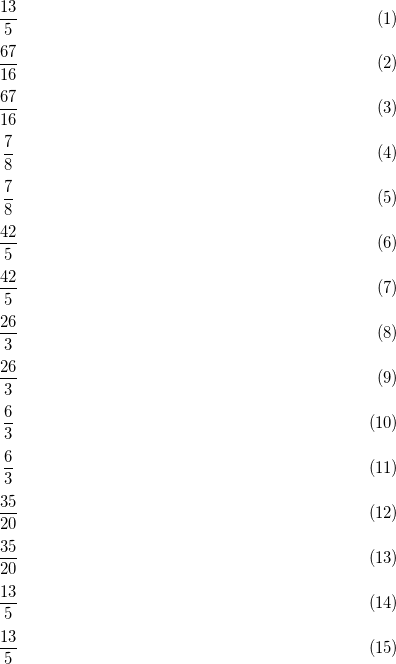 \frac{13}{5} (1)
\frac{67}{16} (2)
\frac{67}{16} (3)
\frac{7}{8} (4)
\frac{7}{8} (5)
\frac{42}{5} (6)
\frac{42}{5} (7)
\frac{26}{3} (8)
\frac{26}{3} (9)
\frac{6}{3} (10)
\frac{6}{3} (11)
\frac{35}{20} (12)
\frac{35}{20} (13)
\frac{13}{5} (14)
\frac{13}{5} (15)